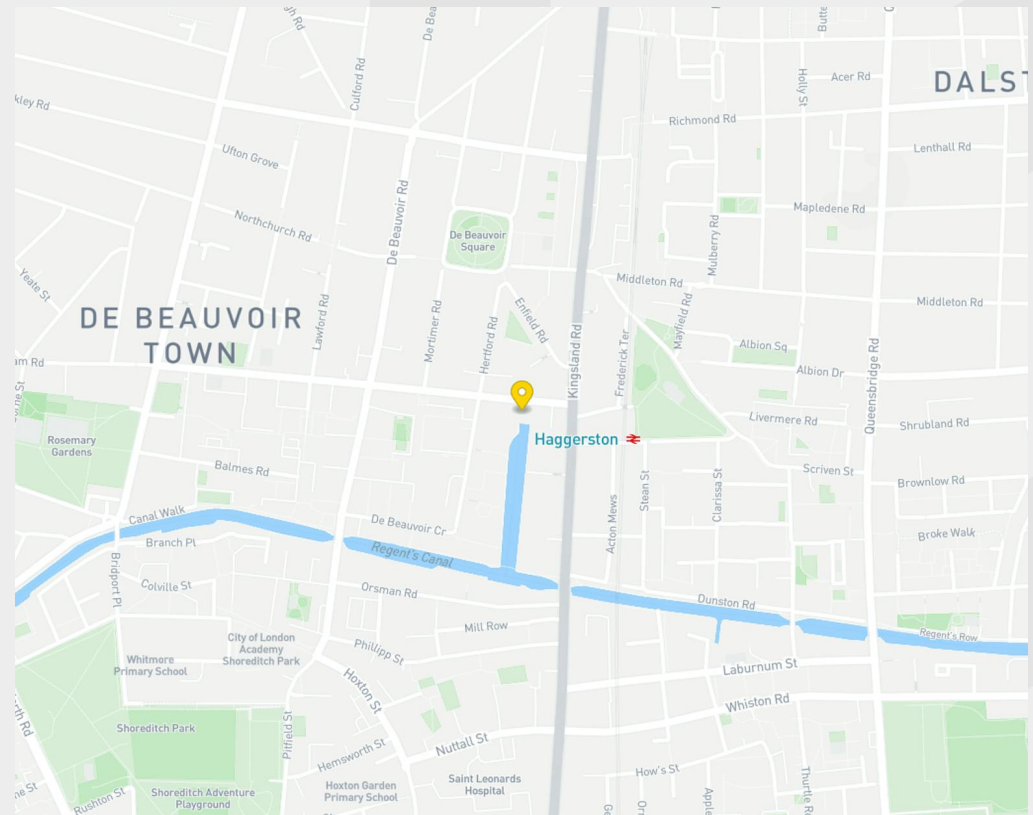 De Bea
Culford Rd
Holly St
Acer Rd
DALST
Richmond Rd
Ufton Grove
Lenthall Rd
De Beauvoir Rd
Northchurch Rd
De Beauvoir
Square
Mapledene Rd
Mulberry Rd
Yeate St
Middleton Rd
Middleton Rd
DE BEAUVOIR
TOWN
Lawford Rd
Mortimer Rd
Hertford Rd
Enfield Rd
Kingsland Rd
Frederick Ter
Mayfield Rd
Albion Sq
Albion Dr
Queensbridge Rd
Livermere Rd
Shrubland Rd
Haggerston
Rosemary
Gardens
Balmes Rd
Scriven St
Brownlow Rd
Stean St
Clarissa St
Acton Mews
Canal Walk
Branch Pl
De Beauvoir Cr
Broke Walk
Regent's Canal
Bridport Pl
Colville St
Orsman Rd
Dunston Rd
Mill Row
Regent's Row
City of London
Academy
Shoreditch Park
Phillipp St
Whitmore
Primary School
Laburnum St
Hoxton St
Whiston Rd
Shoreditch Park
Pitfield St
Nuttall St
Hemsworth St
How's St
Saint Leonards
Hospital
Hoxton Garden
Primary School
Shoreditch Adventure
Playground
Rushton St